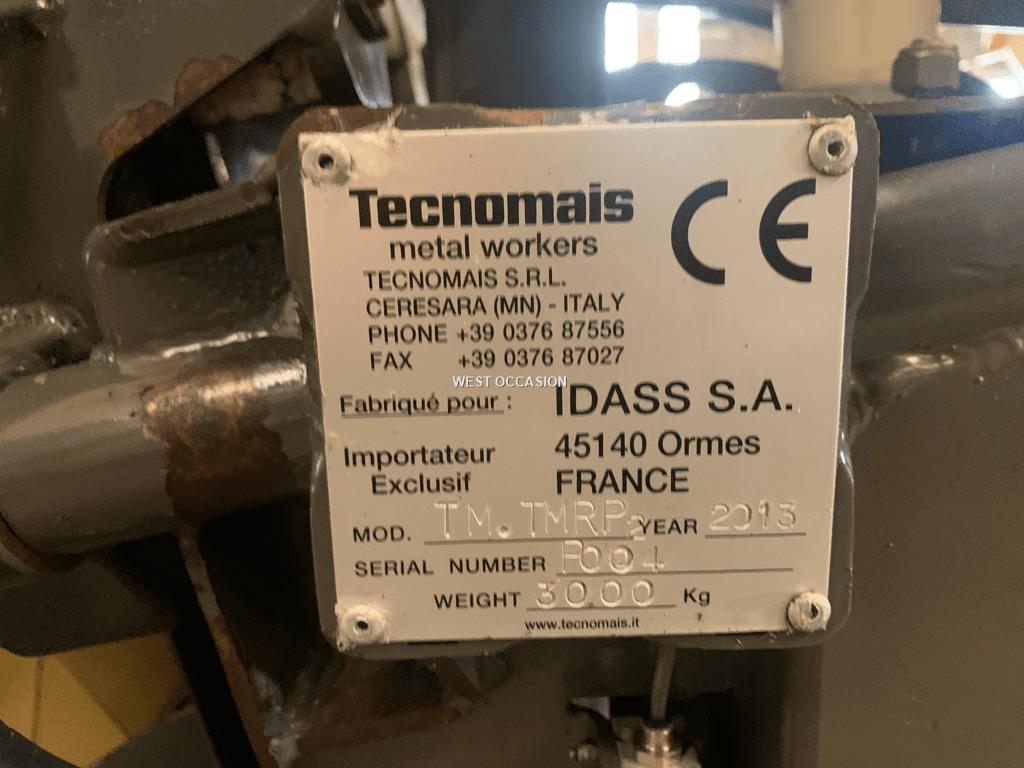 Tecnomais
metal workers
CE
TECNOMAIS S.R.L.
CERESARA (MN) - ITALY
PHONE +39 0376 87556
FAX +39 0376 87027
WEST OCCASION
Fabriqué pour : IDASS S.A.
Importateur 45140 Ormes
Exclusif FRANCE
MOD. TM.TMRP2 YEAR 2013
SERIAL NUMBER P004
WEIGHT 3000 Kg
www.tecnomais.it